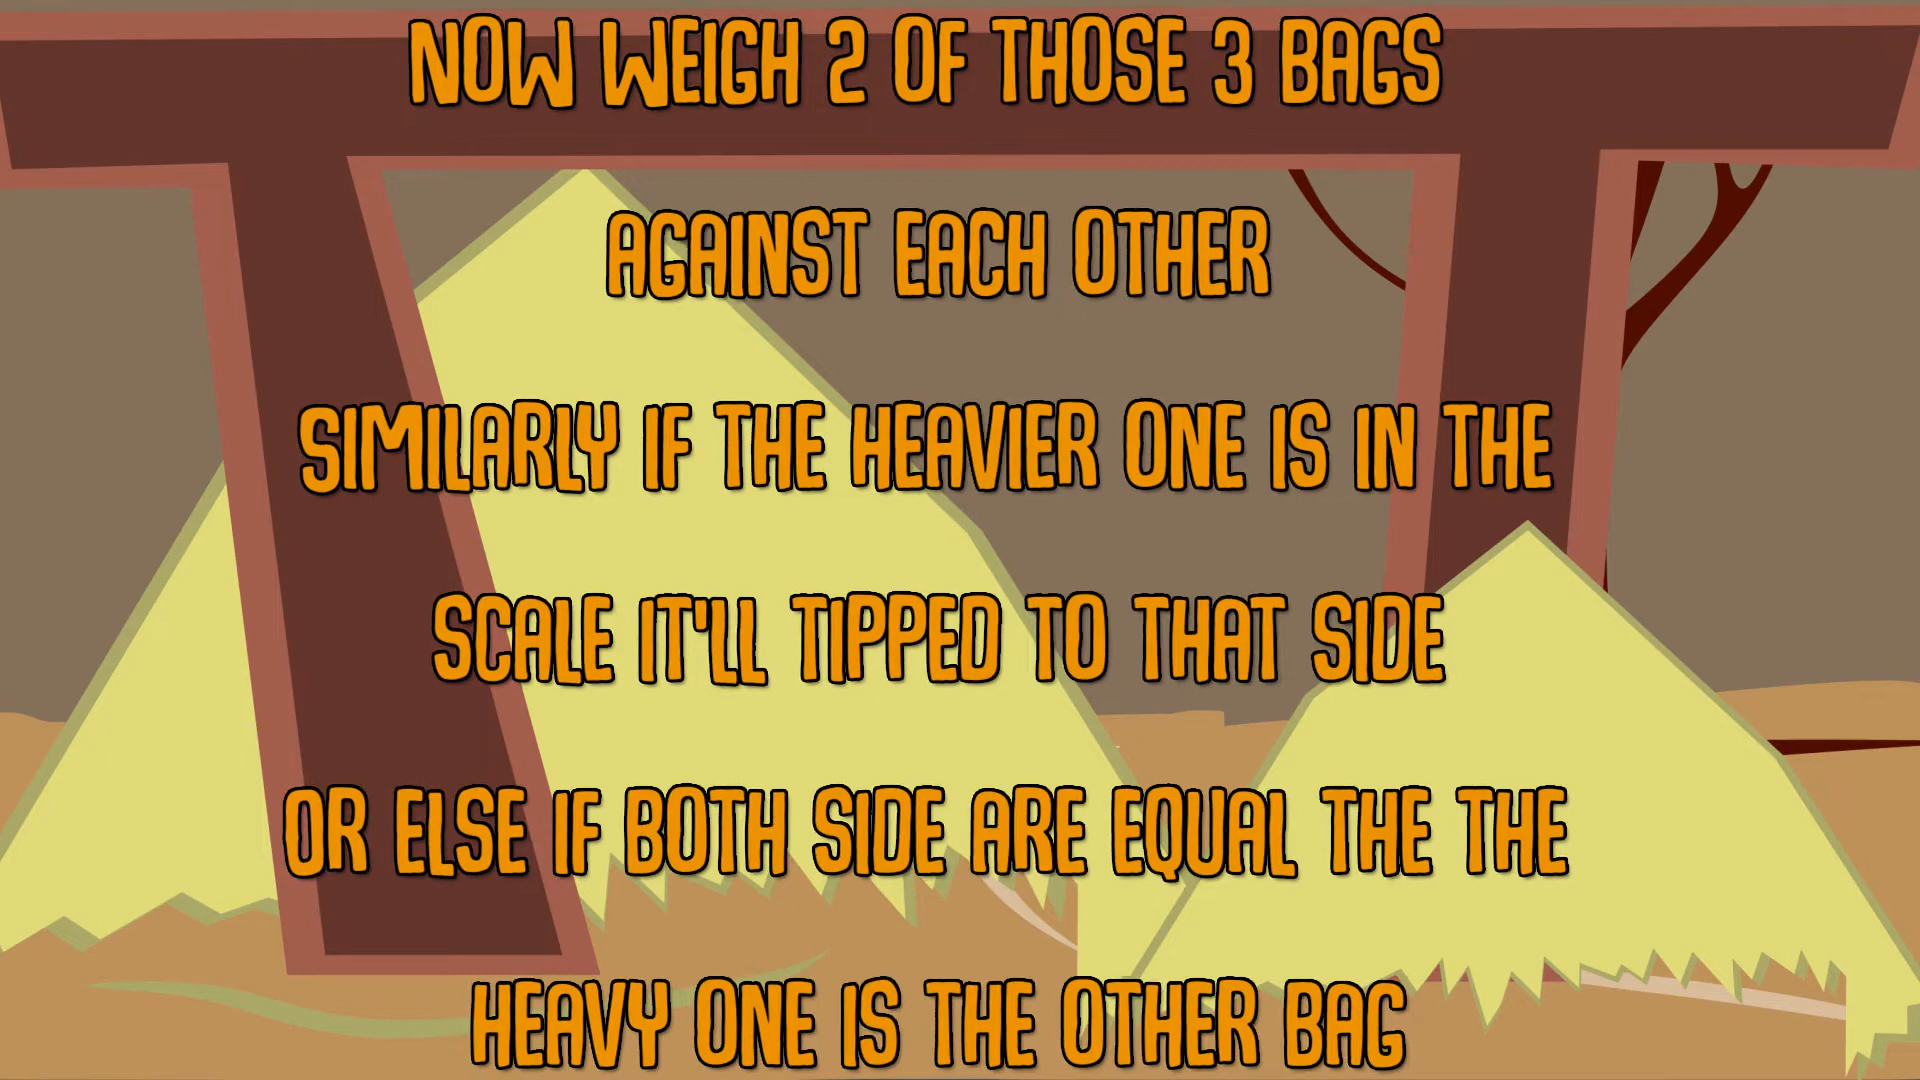 NOW WEIGH 2 OF THOSE 3 BAGS
AGAINST EACH OTHER
SIMILARLY IF THE HEAVIER ONE IS IN THE
SCALE IT'LL TIPPED TO THAT SIDE
OR ELSE IF BOTH SIDE ARE EQUAL THE THE
HEAVY ONE IS THE OTHER BAG